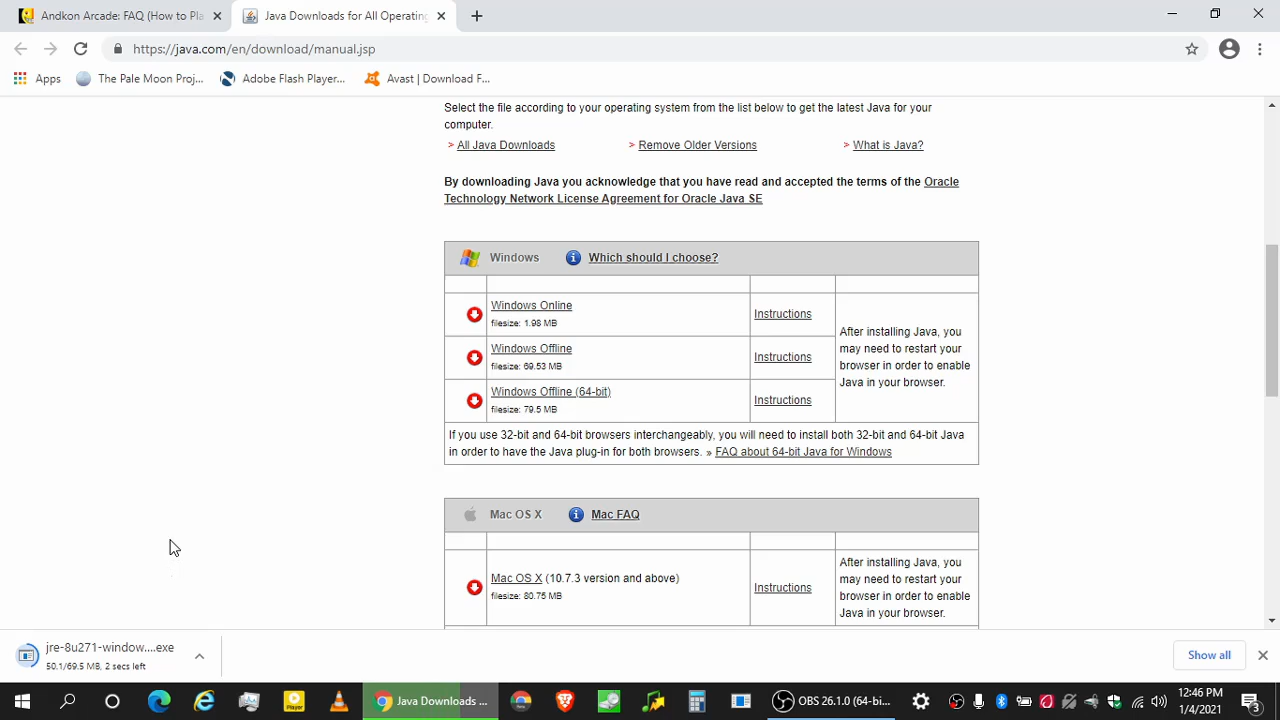 Andkon Arcade: FAQ (How to Pla
Java Downloads for All Operating
https://java.com/en/download/manual.jsp
Apps
The Pale Moon Proj...
Adobe Flash Player...
Avast | Download F...
Select the file according to your operating system from the list below to get the latest Java for your
computer.
> All Java Downloads
> Remove Older Versions
> What is Java?
By downloading Java you acknowledge that you have read and accepted the terms of the Oracle
Technology Network License Agreement for Oracle Java SE
Windows
Which should I choose?
Windows Online
filesize: 1.98 MB
Instructions
Windows Offline
filesize: 69.53 MB
Instructions
Windows Offline (64-bit)
filesize: 79.5 MB
Instructions
After installing Java, you
may need to restart your
browser in order to enable
Java in your browser.
If you use 32-bit and 64-bit browsers interchangeably, you will need to install both 32-bit and 64-bit Java
in order to have the Java plug-in for both browsers. » FAQ about 64-bit Java for Windows
Mac OS X
Mac FAQ
Mac OS X (10.7.3 version and above)
filesize: 80.75 MB
Instructions
After installing Java, you
may need to restart your
browser in order to enable
Java in your browser.
jre-8u271-window....exe
50.1/69.5 MB, 2 secs left
Show all
Player
Java Downloads ...
OBS 26.1.0 (64-bi...
12:46 PM
1/4/2021
3